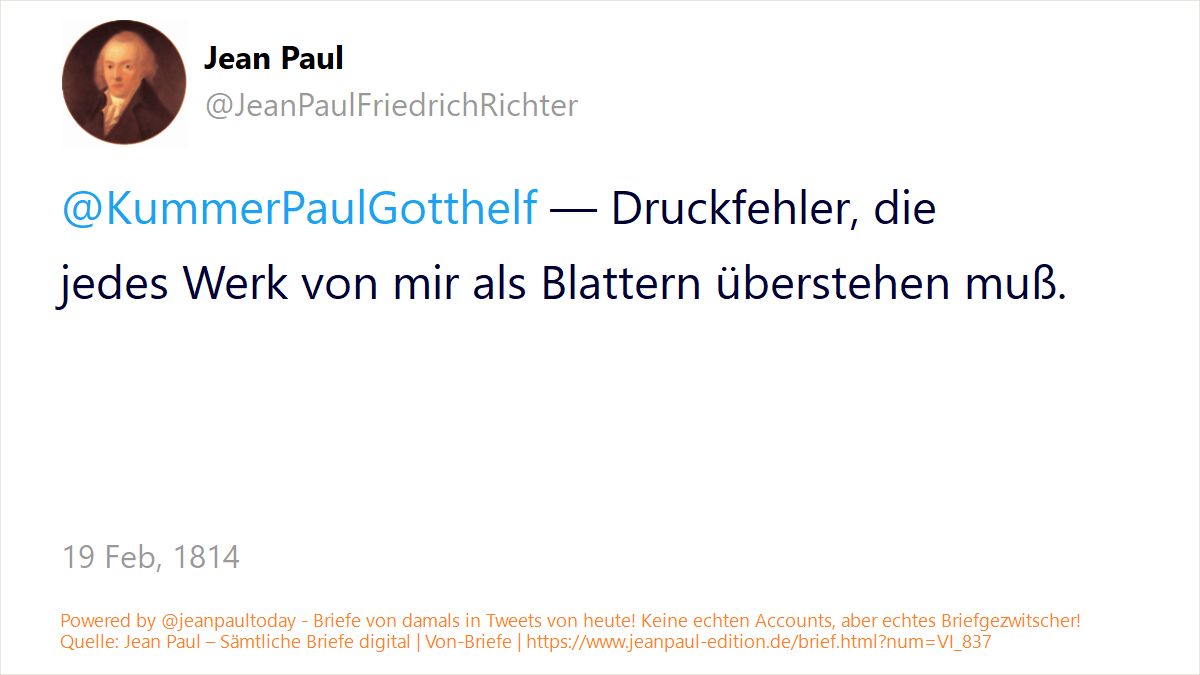 Jean Paul
@JeanPaulFriedrichRichter
@KummerPaulGotthelf — Druckfehler, die
jedes Werk von mir als Blattern überstehen muß.
19 Feb, 1814
Powered by @jeanpaultoday - Briefe von damals in Tweets von heute! Keine echten Accounts, aber echtes Briefgezwitscher!
Quelle: Jean Paul – Sämtliche Briefe digital | Von-Briefe | https://www.jeanpaul-edition.de/brief.html?num=VI_837